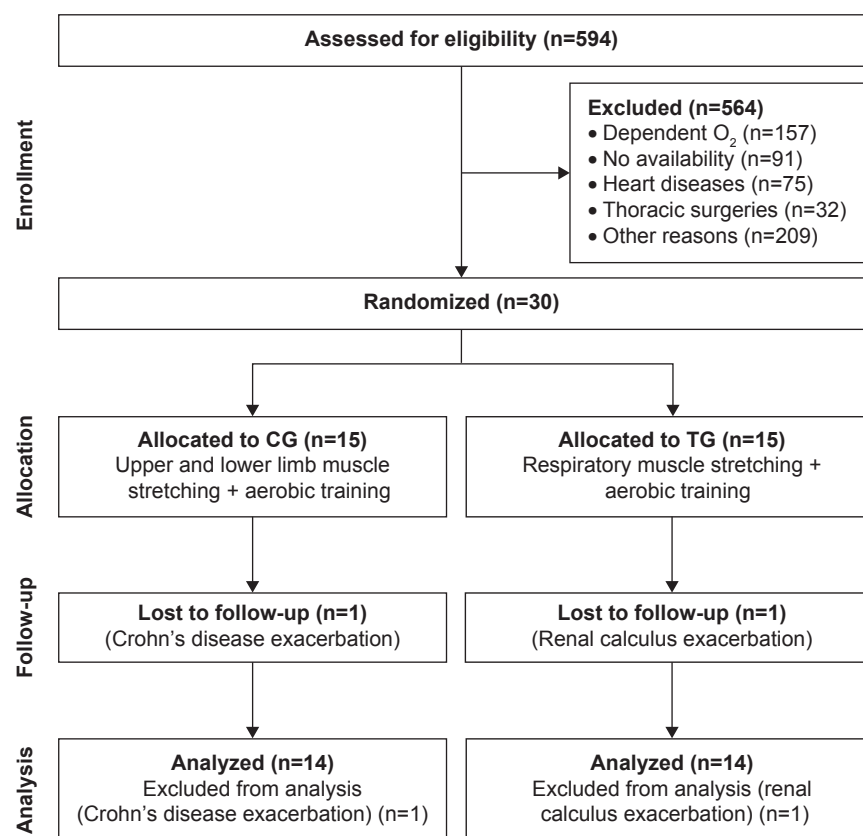 Assessed for eligibility (n=594)
Enrollment
Excluded (n=564)
• Dependent O₂ (n=157)
• No availability (n=91)
• Heart diseases (n=75)
• Thoracic surgeries (n=32)
• Other reasons (n=209)
Randomized (n=30)
Allocation
Allocated to CG (n=15)
Upper and lower limb muscle
stretching + aerobic training
Allocated to TG (n=15)
Respiratory muscle stretching +
aerobic training
Follow-up
Lost to follow-up (n=1)
(Crohn’s disease exacerbation)
Lost to follow-up (n=1)
(Renal calculus exacerbation)
Analysis
Analyzed (n=14)
Excluded from analysis
(Crohn’s disease exacerbation) (n=1)
Analyzed (n=14)
Excluded from analysis (renal
calculus exacerbation) (n=1)